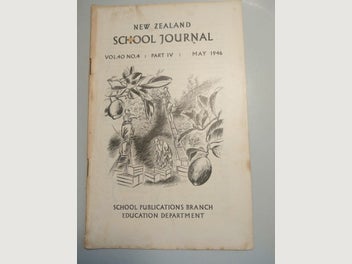 NEW ZEALAND
SCHOOL JOURNAL
VOL. 40 NO. 4 : PART IV : MAY 1946
SCHOOL PUBLICATIONS BRANCH
EDUCATION DEPARTMENT